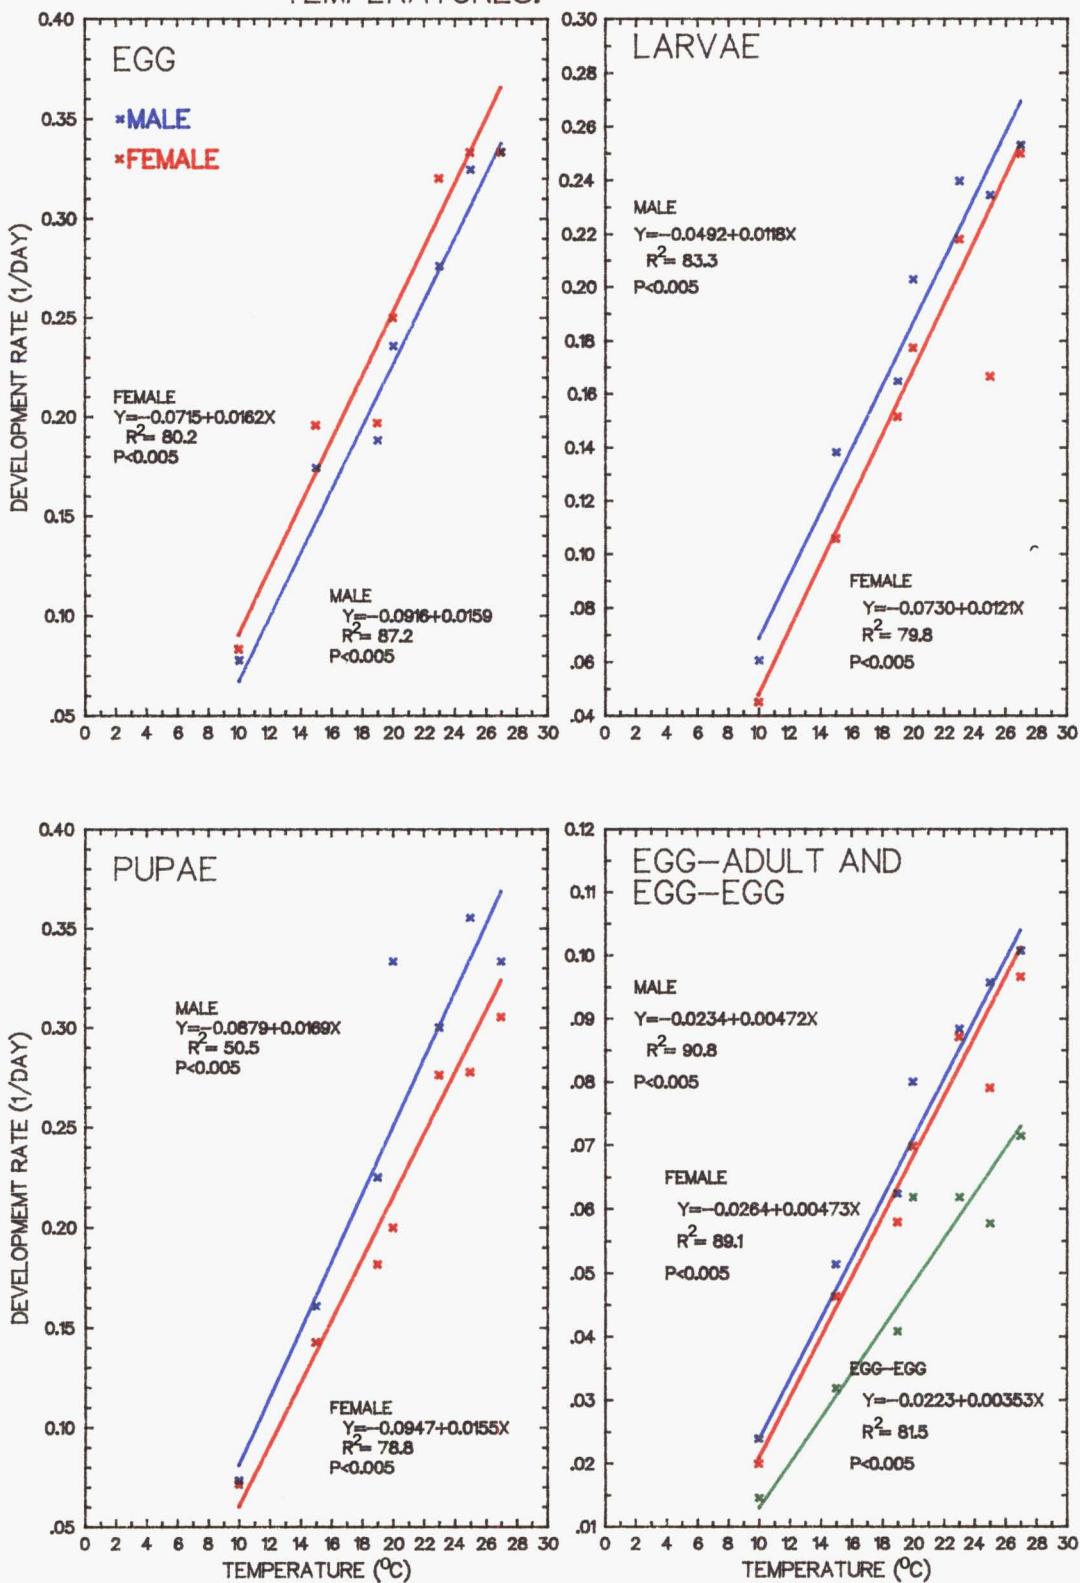 TEMPERATURES.
EGG
MALE
FEMALE
0.40
0.35
0.30
0.25
0.20
0.15
0.10
.05
DEVELOPMENT RATE (1/DAY)
FEMALE
Y=-0.0715+0.0162X
R2= 80.2
P<0.005
MALE
Y=-0.0916+0.0159
R2= 87.2
P<0.005
0 2 4 6 8 10 12 14 16 18 20 22 24 26 28 30
LARVAE
0.30
0.28
0.26
0.24
0.22
0.20
0.18
0.16
0.14
0.12
0.10
.08
.06
.04
MALE
Y=-0.0492+0.0118X
R2= 83.3
P<0.005
FEMALE
Y=-0.0730+0.0121X
R2= 79.8
P<0.005
0 2 4 6 8 10 12 14 16 18 20 22 24 26 28 30
PUPAE
0.40
0.35
0.30
0.25
0.20
0.15
0.10
.05
DEVELOPMEMT RATE (1/DAY)
MALE
Y=-0.0879+0.0169X
R2= 50.5
P<0.005
FEMALE
Y=-0.0947+0.0155X
R2= 78.8
P<0.005
0 2 4 6 8 10 12 14 16 18 20 22 24 26 28 30
TEMPERATURE (OC)
EGG-ADULT AND
EGG-EGG
0.12
0.11
0.10
.09
.08
.07
.06
.05
.04
.03
.02
.01
MALE
Y=-0.0234+0.00472X
R2= 90.8
P<0.005
FEMALE
Y=-0.0264+0.00473X
R2= 89.1
P<0.005
EGG-EGG
Y=-0.0223+0.00353X
R2= 81.5
P<0.005
0 2 4 6 8 10 12 14 16 18 20 22 24 26 28 30
TEMPERATURE (OC)